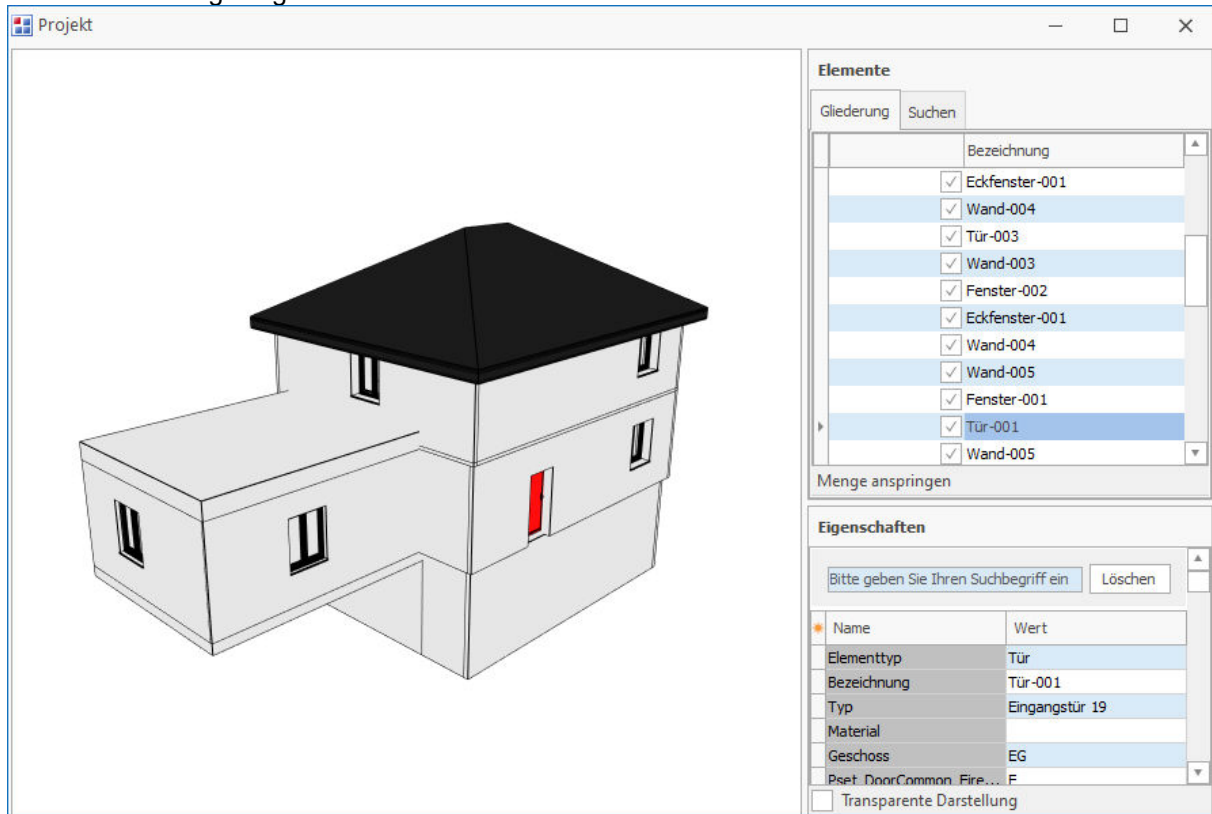 Projekt
Elemente
Gliederung Suchen
Bezeichnung
Eckfenster-001
Wand-004
Tür-003
Wand-003
Fenster-002
Eckfenster-001
Wand-004
Wand-005
Fenster-001
Tür-001
Wand-005
Menge anspringen
Eigenschaften
Bitte geben Sie Ihren Suchbegriff ein Löschen
Name Wert
Elementtyp Tür
Bezeichnung Tür-001
Typ Eingangstür 19
Material
Geschoss EG
Pset_DoorCommon_Fire...
Transparente Darstellung